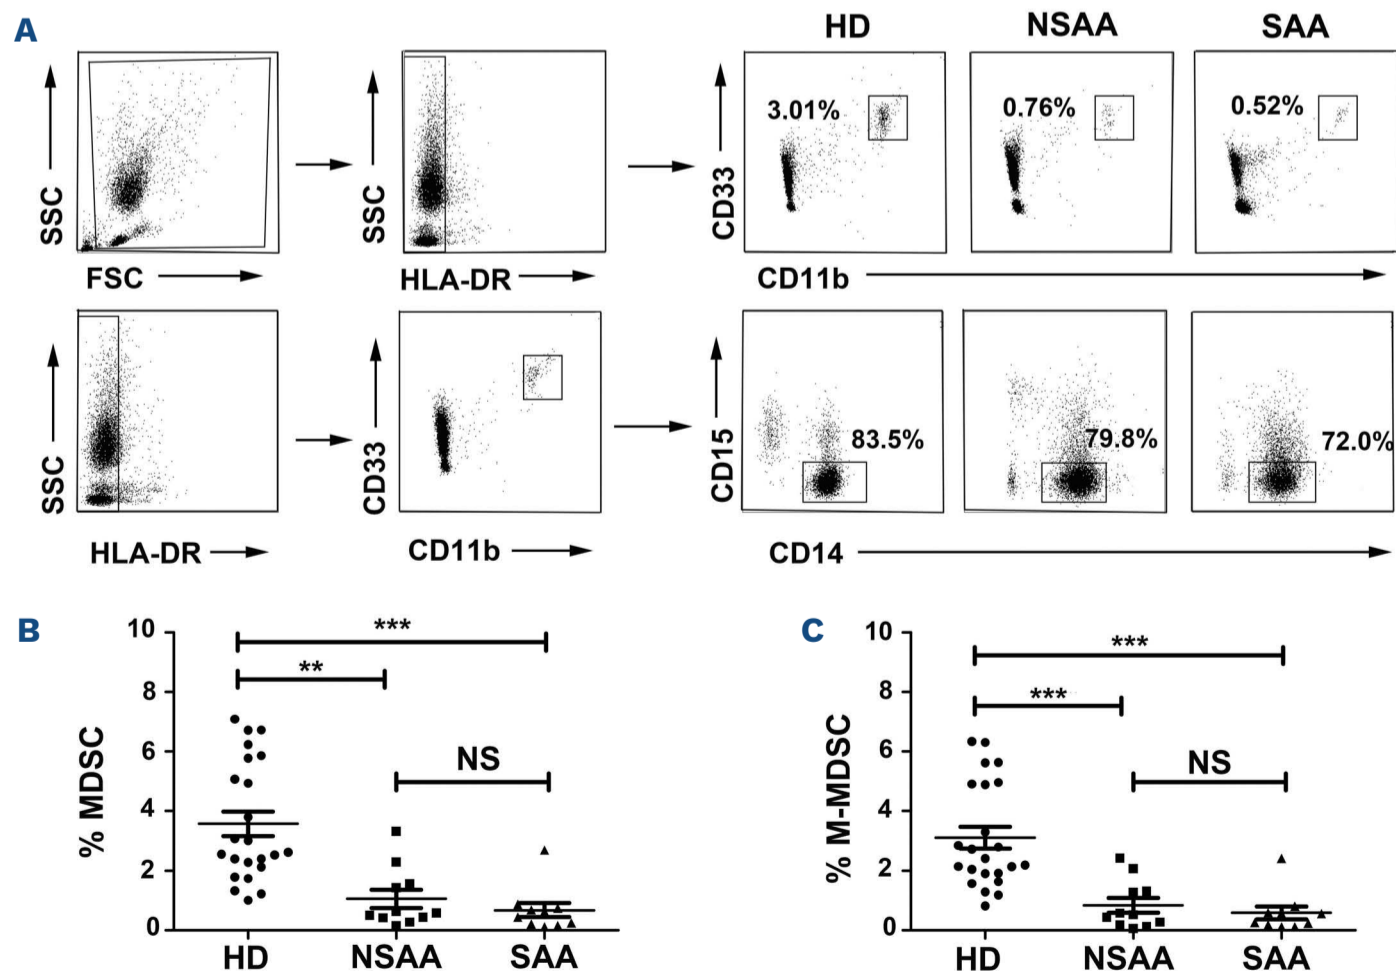 A
HD NSAA SAA
SSC
SSC
CD33
3.01%
0.76%
0.52%
FSC
HLA-DR
CD11b
SSC
CD33
CD15
83.5%
79.8%
72.0%
HLA-DR
CD11b
CD14
B
% MDSC
10
8
6
4
2
0
***
**
NS
HD NSAA SAA
C
% M-MDSC
10
8
6
4
2
0
***
***
NS
HD NSAA SAA